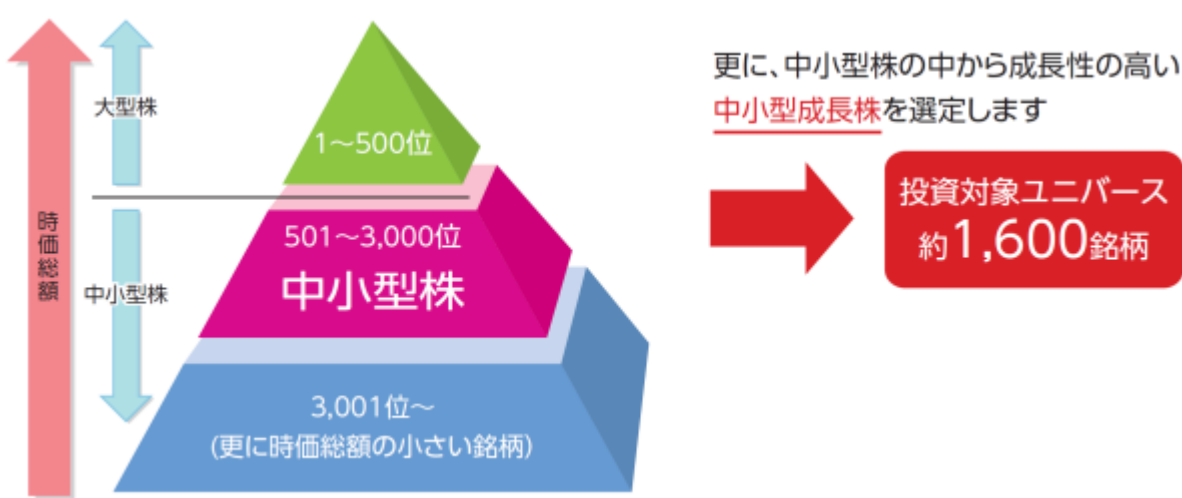 時価総額
大型株
中小型株
1～500位
501～3,000位
中小型株
3,001位～
(更に時価総額の小さい銘柄)
更に、中小型株の中から成長性の高い
中小型成長株を選定します
投資対象ユニバース
約1,600銘柄